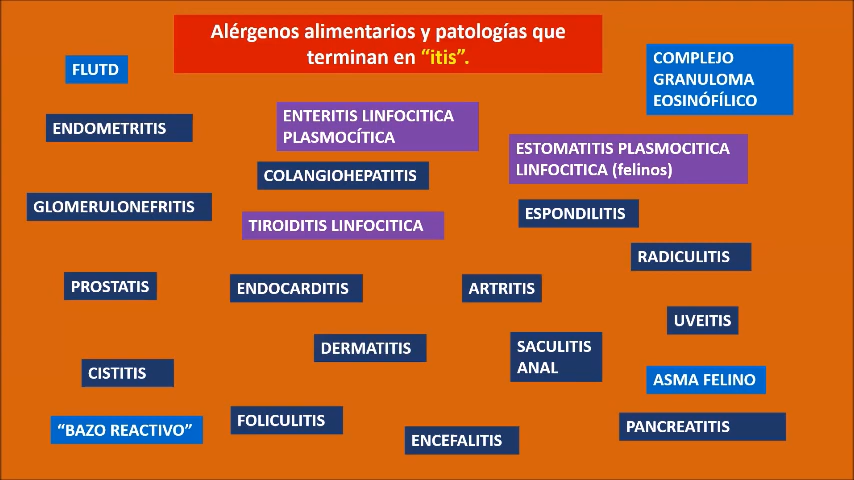 Alérgenos alimentarios y patologías que
terminan en “itis”.
FLUTD
COMPLEJO
GRANULOMA
EOSINÓFÍLICO
ENDOMETRITIS
ENTERITIS LINFOCITICA
PLASMOCÍTICA
ESTOMATITIS PLASMOCITICA
LINFOCITICA (felinos)
COLANGIOHEPATITIS
GLOMERULONEFRITIS
TIROIDITIS LINFOCITICA
ESPONDILITIS
RADICULITIS
PROSTATIS
ENDOCARDITIS
ARTRITIS
UVEITIS
DERMATITIS
SACULITIS
ANAL
CISTITIS
ASMA FELINO
“BAZO REACTIVO”
FOLICULITIS
ENCEFALITIS
PANCREATITIS